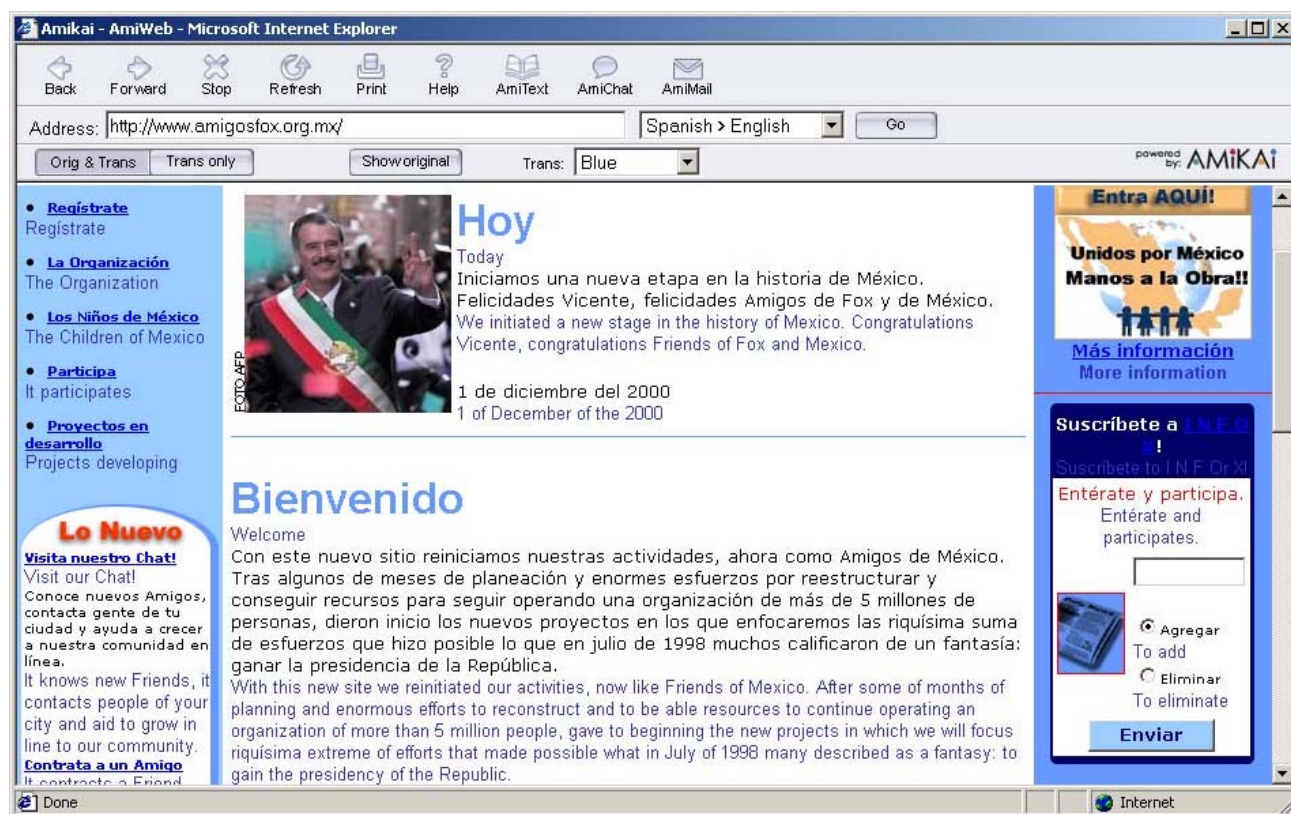 Amikai - AmiWeb - Microsoft Internet Explorer
Back Forward Stop Refresh Print Help AmiText AmiChat AmiMail
Address: http://www.amigosfox.org.mx/ Spanish > English Go
Orig & Trans Trans only Show original Trans: Blue powered by: AMiKAi
• Regístrate
Regístrate
• La Organización
The Organization
• Los Niños de México
The Children of Mexico
• Participa
It participates
• Proyectos en
desarrollo
Projects developing
Lo Nuevo
Visita nuestro Chat!
Visit our Chat!
Conoce nuevos Amigos,
contacta gente de tu
ciudad y ayuda a crecer
a nuestra comunidad en
línea.
It knows new Friends, it
contacts people of your
city and aid to grow in
line to our community.
Contrata a un Amigo
It contracts a Friend
FOTO AFP
Hoy
Today
Iniciamos una nueva etapa en la historia de México.
Felicidades Vicente, felicidades Amigos de Fox y de México.
We initiated a new stage in the history of Mexico. Congratulations
Vicente, congratulations Friends of Fox and Mexico.
1 de diciembre del 2000
1 of December of the 2000
Bienvenido
Welcome
Con este nuevo sitio reiniciamos nuestras actividades, ahora como Amigos de México.
Tras algunos de meses de planeación y enormes esfuerzos por reestructurar y
conseguir recursos para seguir operando una organización de más de 5 millones de
personas, dieron inicio los nuevos proyectos en los que enfocaremos las riquísima suma
de esfuerzos que hizo posible lo que en julio de 1998 muchos calificaron de un fantasía:
ganar la presidencia de la República.
With this new site we reinitiated our activities, now like Friends of Mexico. After some of months of
planning and enormous efforts to reconstruct and to be able resources to continue operating an
organization of more than 5 million people, gave to beginning the new projects in which we will focus
riquísima extreme of efforts that made possible what in July of 1998 many described as a fantasy: to
gain the presidency of the Republic.
Entra AQUÍ!
Unidos por México
Manos a la Obra!!
Más información
More information
Suscríbete a I N F O
X!
Suscribete to I N F Or X!
Entérate y participa.
Entérate and
participates.
Agregar
To add
Eliminar
To eliminate
Enviar
Done Internet